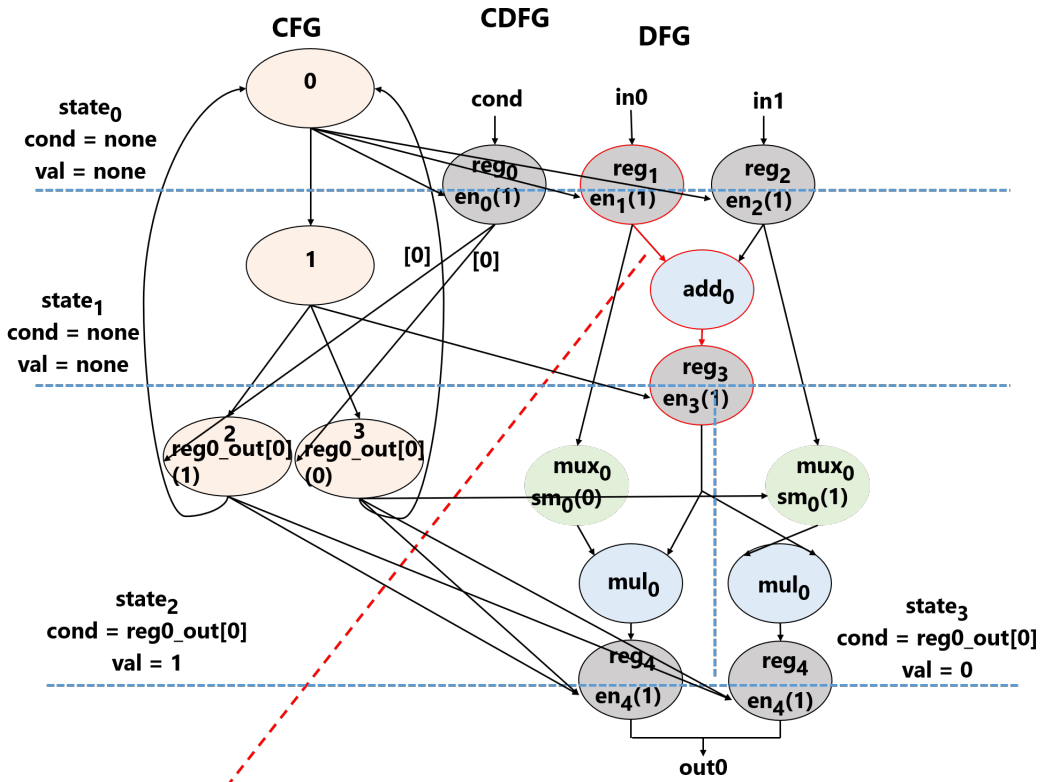 CDFG
CFG
DFG
0
cond
in0
in1
state0
cond = none
val = none
reg0
en0(1)
reg1
en1(1)
reg2
en2(1)
1
[0]
[0]
add0
state1
cond = none
val = none
reg3
en3(1)
2
reg0_out[0]
(1)
3
reg0_out[0]
(0)
mux0
sm0(0)
mux0
sm0(1)
mul0
mul0
state2
cond = reg0_out[0]
val = 1
state3
cond = reg0_out[0]
val = 0
reg4
en4(1)
reg4
en4(1)
out0